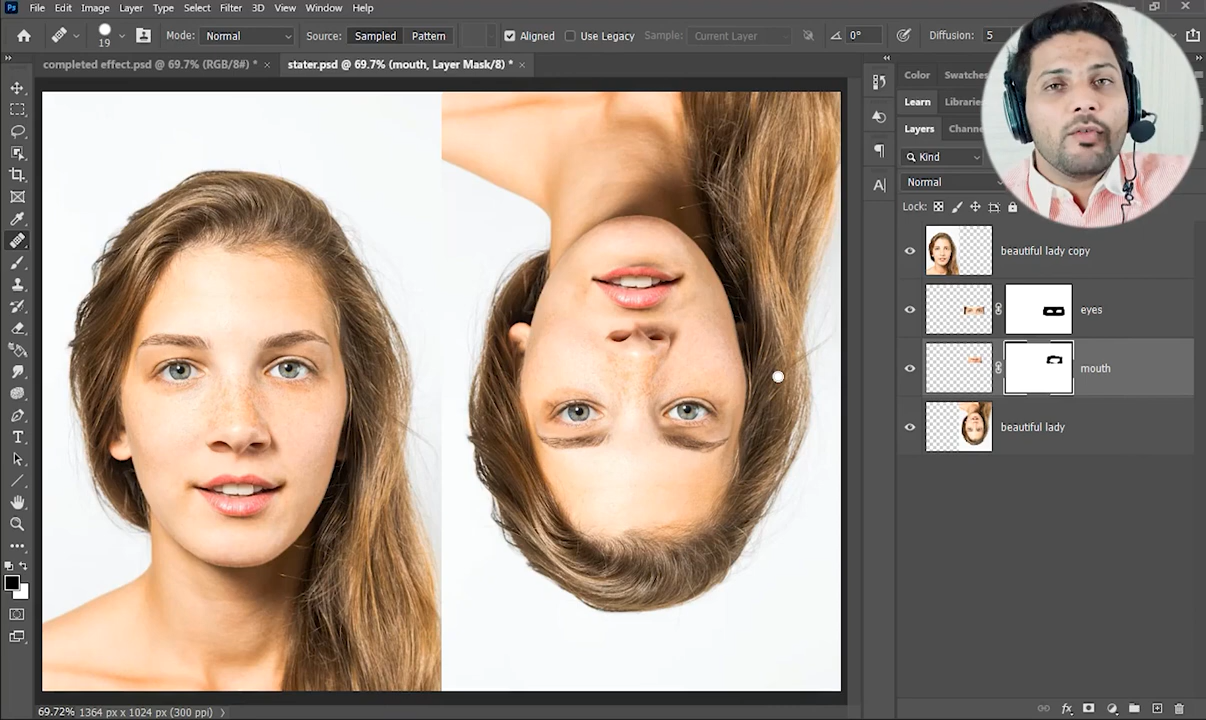 Ps File Edit Image Layer Type Select Filter 3D View Window Help
19 Mode: Normal Source: Sampled Pattern Aligned Use Legacy Sample: Current Layer 0° Diffusion: 5
completed effect.psd @ 69.7% (RGB/8#) * stater.psd @ 69.7% (mouth, Layer Mask/8) *
Color Swatches
Learn
Layers
Kind
Normal
Lock:
beautiful lady copy
eyes
mouth
beautiful lady
69.72% 1364 px x 1024 px (300 ppi)